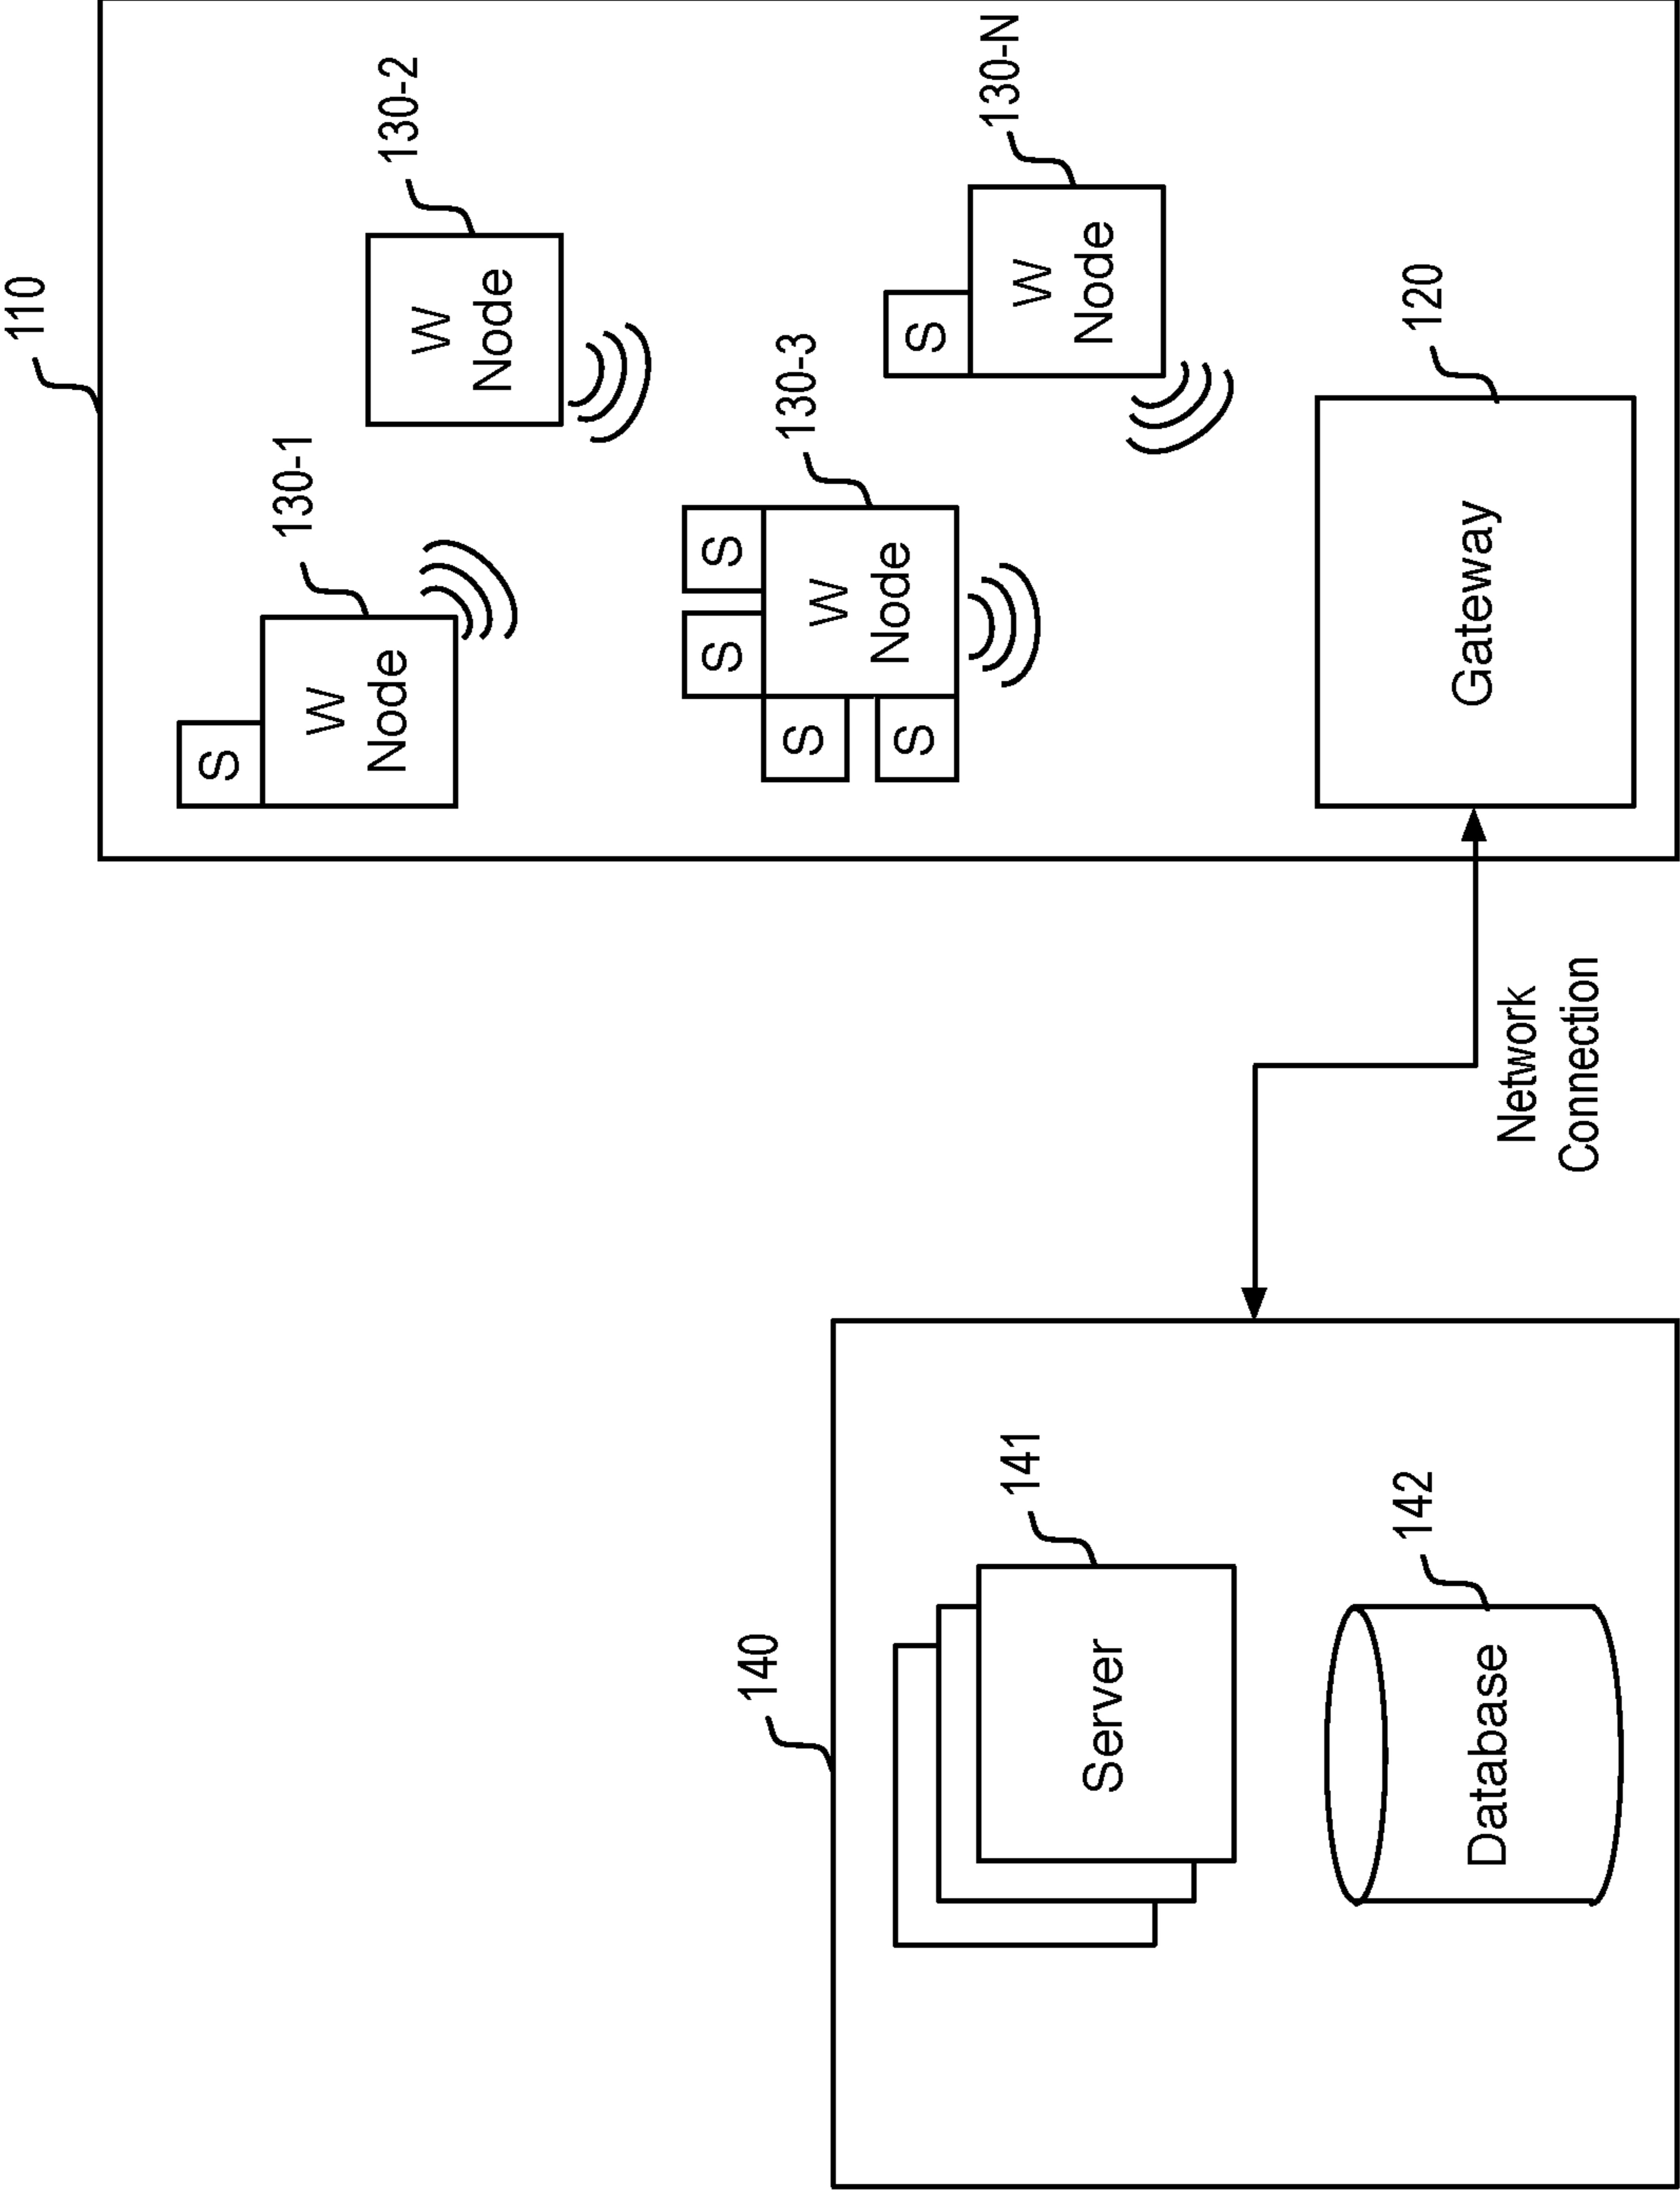 140
141
Server
142
Database
Network
Connection
110
S
130-1
W
Node
130-2
W
Node
S
S
130-3
S
W
Node
S
130-N
S
W
Node
120
Gateway